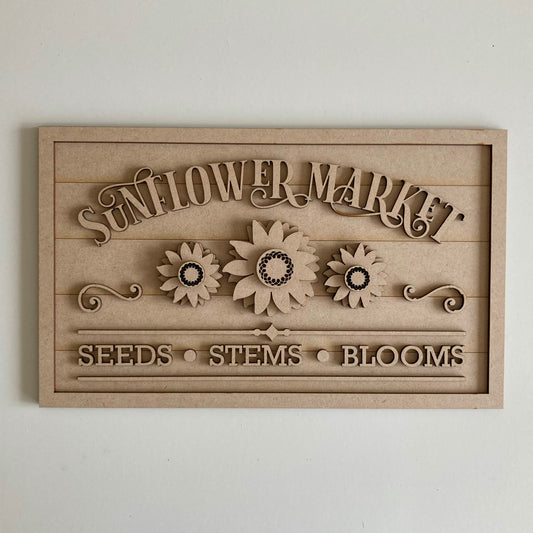 SUNFLOWER MARKET
SEEDS • STEMS • BLOOMS